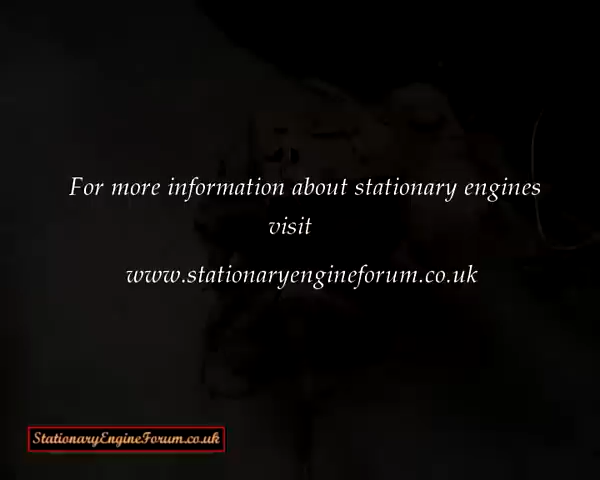 For more information about stationary engines
visit
www.stationaryengineforum.co.uk
StationaryEngineForum.co.uk